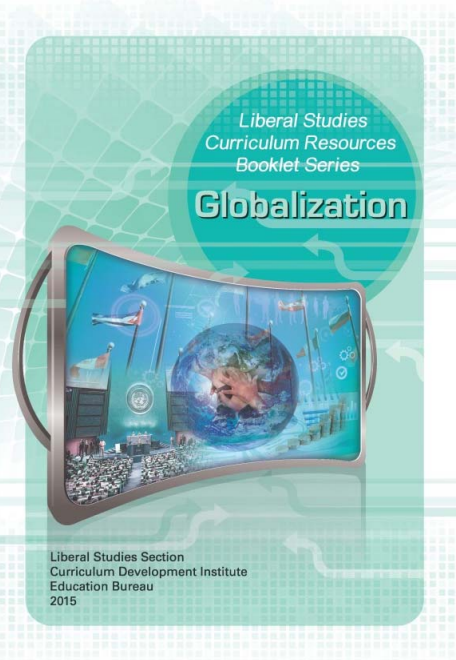 Liberal Studies
Curriculum Resources
Booklet Series
Globalization
Liberal Studies Section
Curriculum Development Institute
Education Bureau
2015